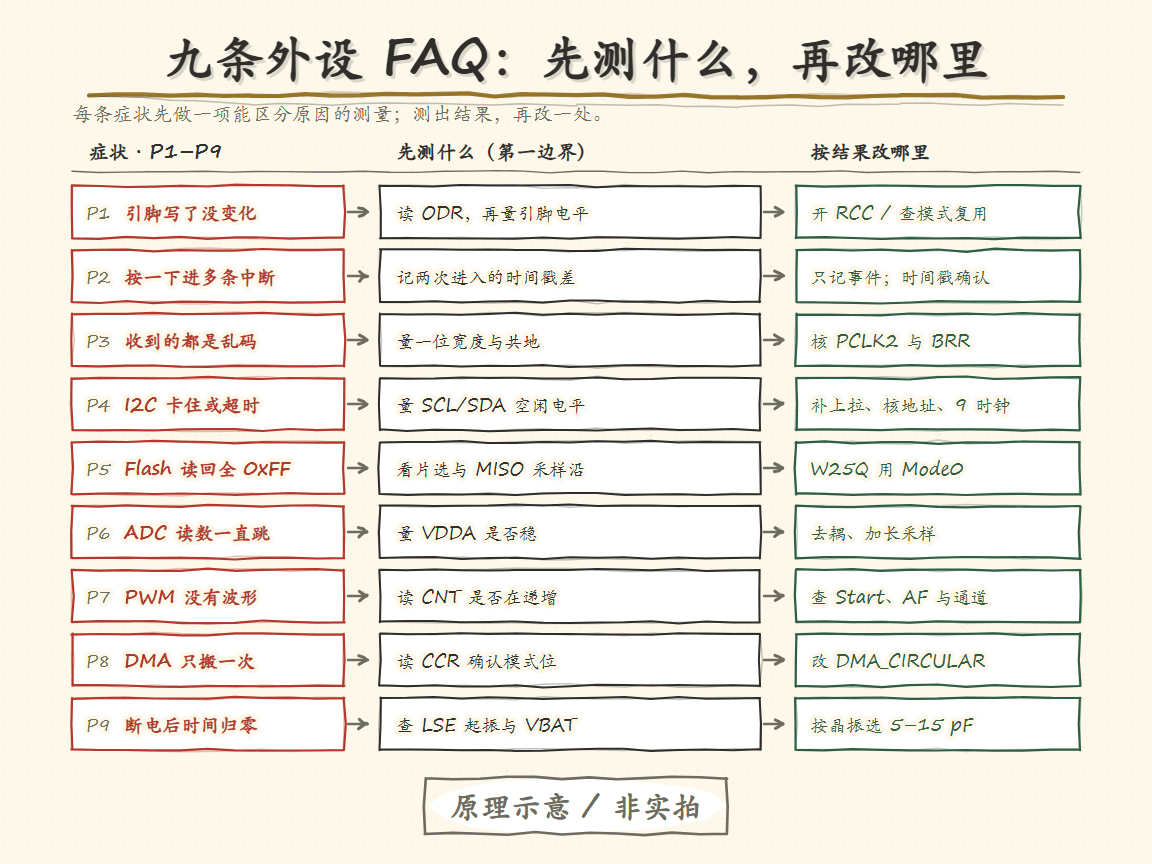 九条外设 FAQ：先测什么，再改哪里
每条症状先做一项能区分原因的测量；测出结果，再改一处。
症状 · P1–P9 先测什么（第一边界） 按结果改哪里
P1 引脚写了没变化 读 ODR，再量引脚电平 开 RCC / 查模式复用
P2 按一下进多条中断 记两次进入的时间戳差 只记事件；时间戳确认
P3 收到的都是乱码 量一位宽度与共地 核 PCLK2 与 BRR
P4 I2C 卡住或超时 量 SCL/SDA 空闲电平 补上拉、核地址、9 时钟
P5 Flash 读回全 0xFF 看片选与 MISO 采样沿 W25Q 用 Mode0
P6 ADC 读数一直跳 量 VDDA 是否稳 去耦、加长采样
P7 PWM 没有波形 读 CNT 是否在递增 查 Start、AF 与通道
P8 DMA 只搬一次 读 CCR 确认模式位 改 DMA_CIRCULAR
P9 断电后时间归零 查 LSE 起振与 VBAT 按晶振选 5–15 pF
原理示意 / 非实拍